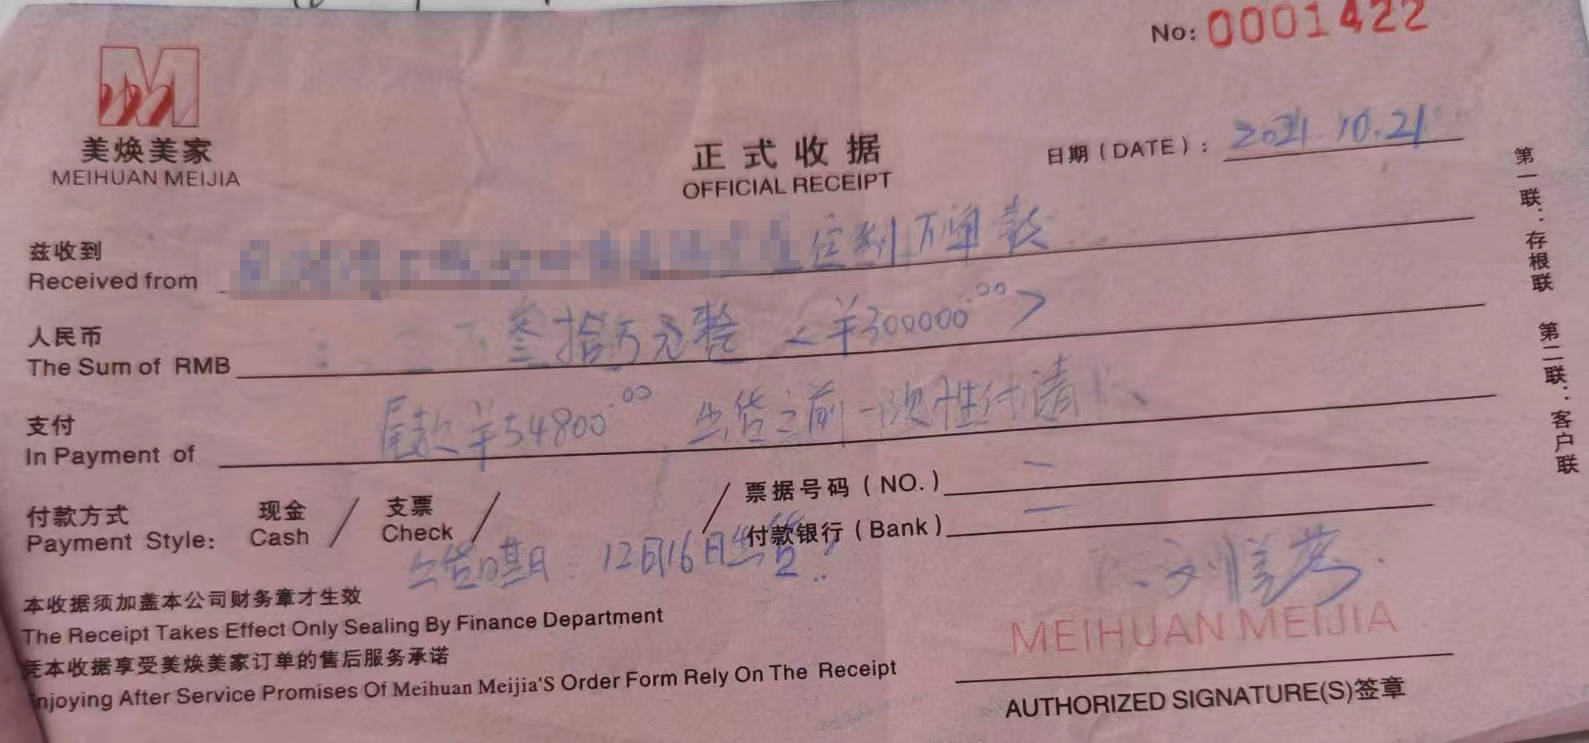 No: 0001422
美焕美家
MEIHUAN MEIJIA
正式收据
OFFICIAL RECEIPT
日期(DATE): 2021.10.21
兹收到
Received from 定制下单款
人民币
The Sum of RMB 叁拾万元整 <¥300000.00>
支付
In Payment of 尾款¥54800.00 出货之前一次性付清
付款方式
Payment Style:
现金
Cash /
支票
Check / /
票据号码(NO.)
付款银行(Bank)
出货日期: 12月16日出货
本收据须加盖本公司财务章才生效
The Receipt Takes Effect Only Sealing By Finance Department
凭本收据享受美焕美家订单的售后服务承诺
Enjoying After Service Promises Of Meihuan Meijia'S Order Form Rely On The Receipt
MEIHUAN MEIJIA
AUTHORIZED SIGNATURE(S)签章
第一联:存根联 第二联:客户联